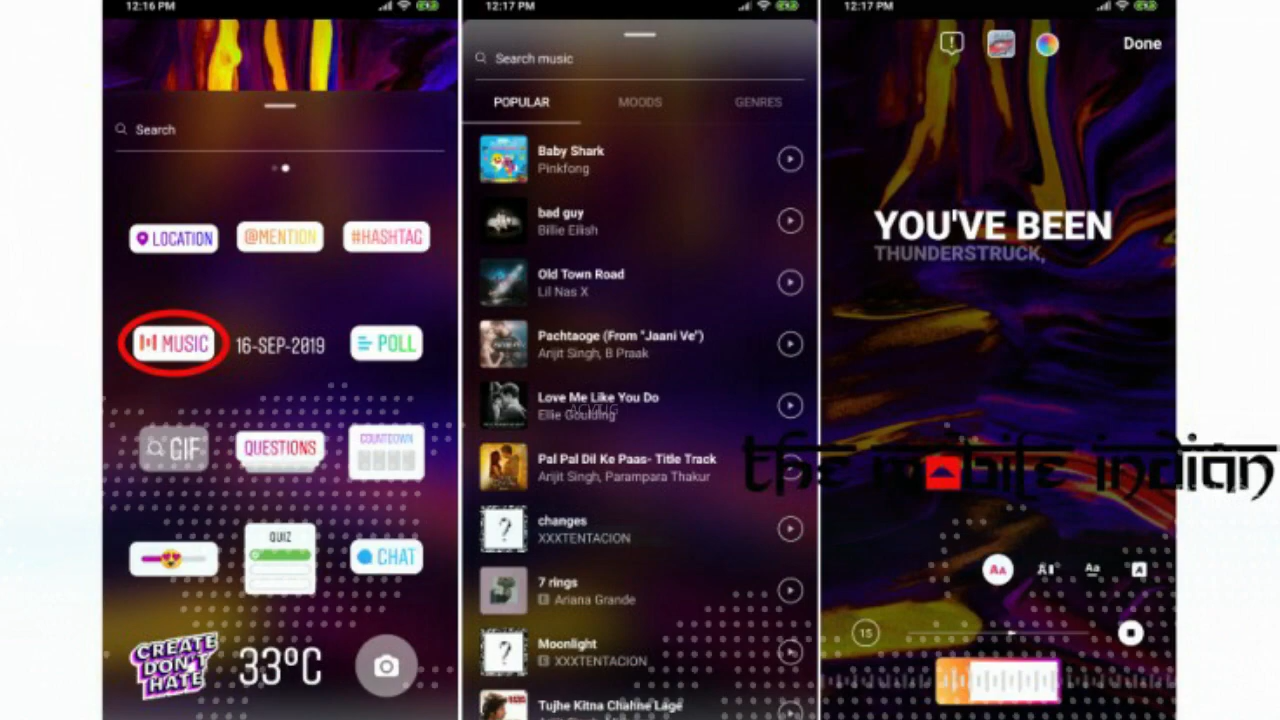 12:16 PM
Search
LOCATION
@MENTION
#HASHTAG
MUSIC
16-SEP-2019
POLL
GIF
QUESTIONS
COUNTDOWN
QUIZ
CHAT
CREATE
DON'T
HATE
33ºC
12:17 PM
Search music
POPULAR
MOODS
GENRES
Baby Shark
Pinkfong
bad guy
Billie Eilish
Old Town Road
Lil Nas X
Pachtaoge (From "Jaani Ve")
Arijit Singh, B Praak
Love Me Like You Do
Ellie Goulding
Pal Pal Dil Ke Paas- Title Track
Arijit Singh, Parampara Thakur
changes
XXXTENTACION
7 rings
E Ariana Grande
Moonlight
E XXXTENTACION
Tujhe Kitna Chahne Lage
12:17 PM
Done
YOU'VE BEEN
THUNDERSTRUCK,
the mobile indian
AA
Aa
A
15